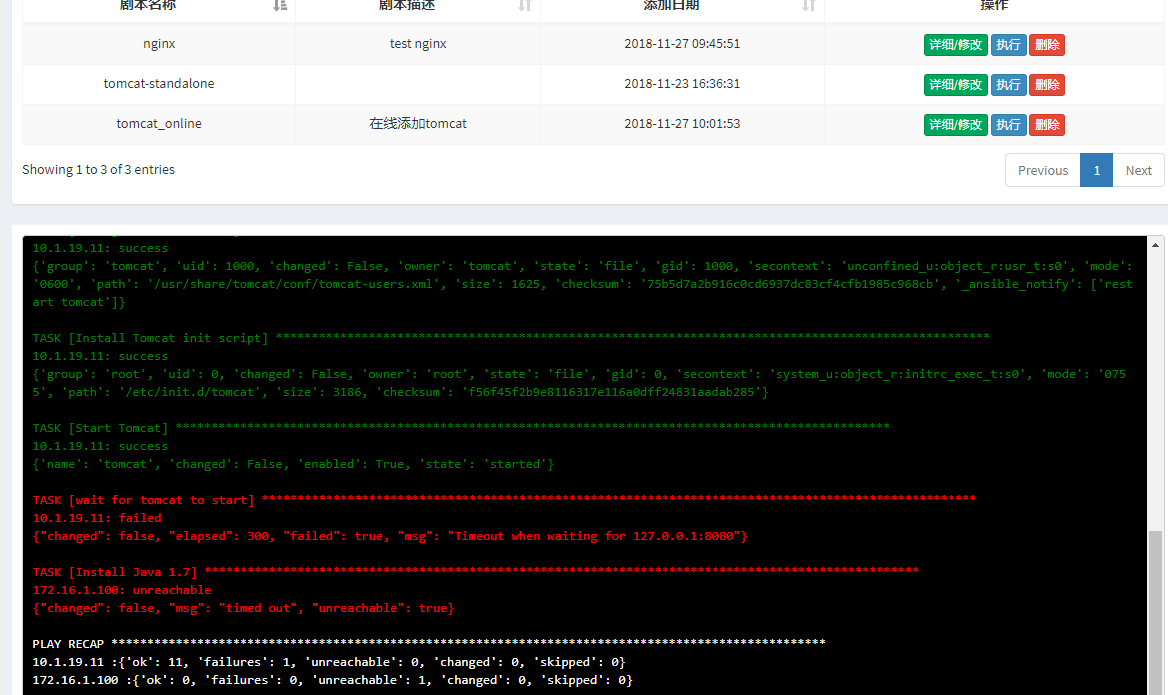 剧本名称 剧本描述 添加日期 操作
nginx test nginx 2018-11-27 09:45:51 详细/修改 执行 删除
tomcat-standalone 2018-11-23 16:36:31 详细/修改 执行 删除
tomcat_online 在线添加tomcat 2018-11-27 10:01:53 详细/修改 执行 删除
Showing 1 to 3 of 3 entries Previous 1 Next
10.1.19.11: success
{'group': 'tomcat', 'uid': 1000, 'changed': False, 'owner': 'tomcat', 'state': 'file', 'gid': 1000, 'secontext': 'unconfined_u:object_r:usr_t:s0', 'mode':
'0600', 'path': '/usr/share/tomcat/conf/tomcat-users.xml', 'size': 1625, 'checksum': '75b5d7a2b916c0cd6937dc83cf4cfb1985c968cb', '_ansible_notify': ['rest
art tomcat']}
TASK [Install Tomcat init script] ****************************************************************************************************
10.1.19.11: success
{'group': 'root', 'uid': 0, 'changed': False, 'owner': 'root', 'state': 'file', 'gid': 0, 'secontext': 'system_u:object_r:initrc_exec_t:s0', 'mode': '075
5', 'path': '/etc/init.d/tomcat', 'size': 3186, 'checksum': 'f56f45f2b9e8116317e116a0dff24831aadab285'}
TASK [Start Tomcat] ****************************************************************************************************
10.1.19.11: success
{'name': 'tomcat', 'changed': False, 'enabled': True, 'state': 'started'}
TASK [wait for tomcat to start] ****************************************************************************************************
10.1.19.11: failed
{"changed": false, "elapsed": 300, "failed": true, "msg": "Timeout when waiting for 127.0.0.1:8080"}
TASK [Install Java 1.7] ****************************************************************************************************
172.16.1.100: unreachable
{"changed": false, "msg": "timed out", "unreachable": true}
PLAY RECAP ****************************************************************************************************
10.1.19.11 :{'ok': 11, 'failures': 1, 'unreachable': 0, 'changed': 0, 'skipped': 0}
172.16.1.100 :{'ok': 0, 'failures': 0, 'unreachable': 1, 'changed': 0, 'skipped': 0}